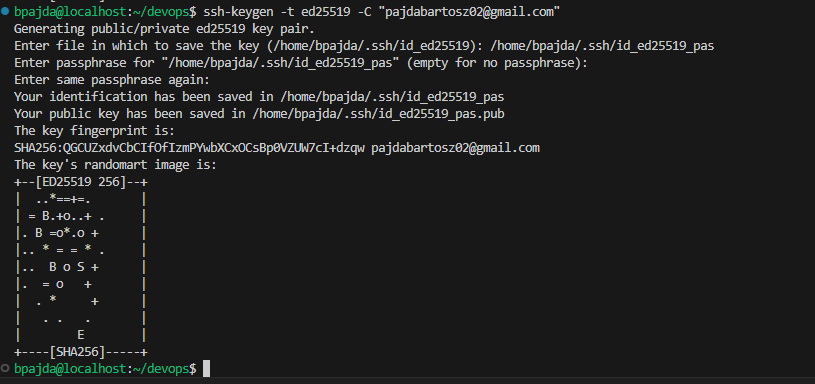 bpajda@localhost:~/devops$ ssh-keygen -t ed25519 -C "pajdabartosz02@gmail.com"
Generating public/private ed25519 key pair.
Enter file in which to save the key (/home/bpajda/.ssh/id_ed25519): /home/bpajda/.ssh/id_ed25519_pas
Enter passphrase for "/home/bpajda/.ssh/id_ed25519_pas" (empty for no passphrase):
Enter same passphrase again:
Your identification has been saved in /home/bpajda/.ssh/id_ed25519_pas
Your public key has been saved in /home/bpajda/.ssh/id_ed25519_pas.pub
The key fingerprint is:
SHA256:QGCUZxdvCbCIfOfIzmPYwbXCxOCsBp0VZUW7cI+dzqw pajdabartosz02@gmail.com
The key's randomart image is:
+--[ED25519 256]--+
|  ..*==+=.       |
| = B.+o..+ .     |
|. B =o*.o +      |
|.. * = = * .     |
|..  B o S +      |
|.  = o   +       |
|  . *     +      |
|   . .   .       |
|        E        |
+----[SHA256]-----+
bpajda@localhost:~/devops$